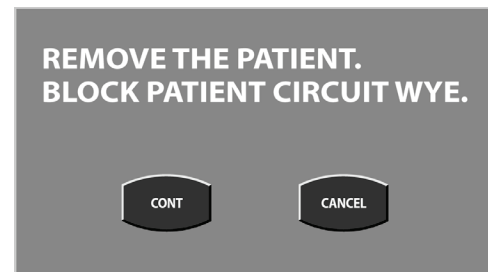 REMOVE THE PATIENT.
BLOCK PATIENT CIRCUIT WYE.
CONT
CANCEL